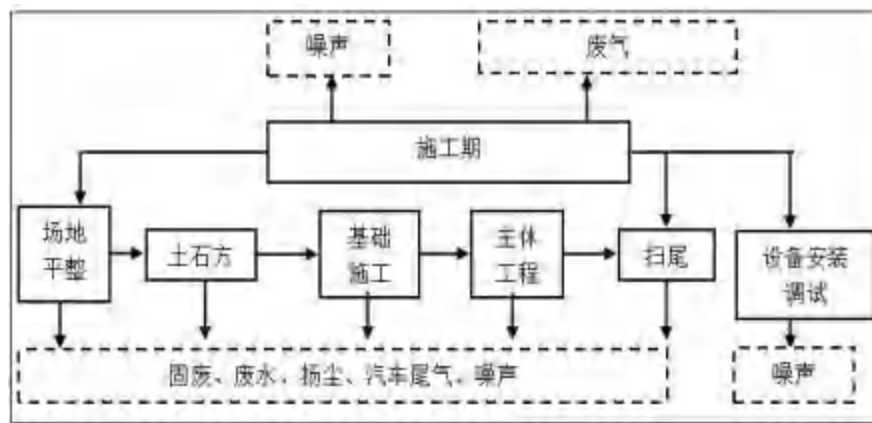 噪声
废气
施工期
场地
平整
土石方
基础
施工
主体
工程
扫尾
设备安装
调试
固废、废水、扬尘、汽车尾气、噪声
噪声